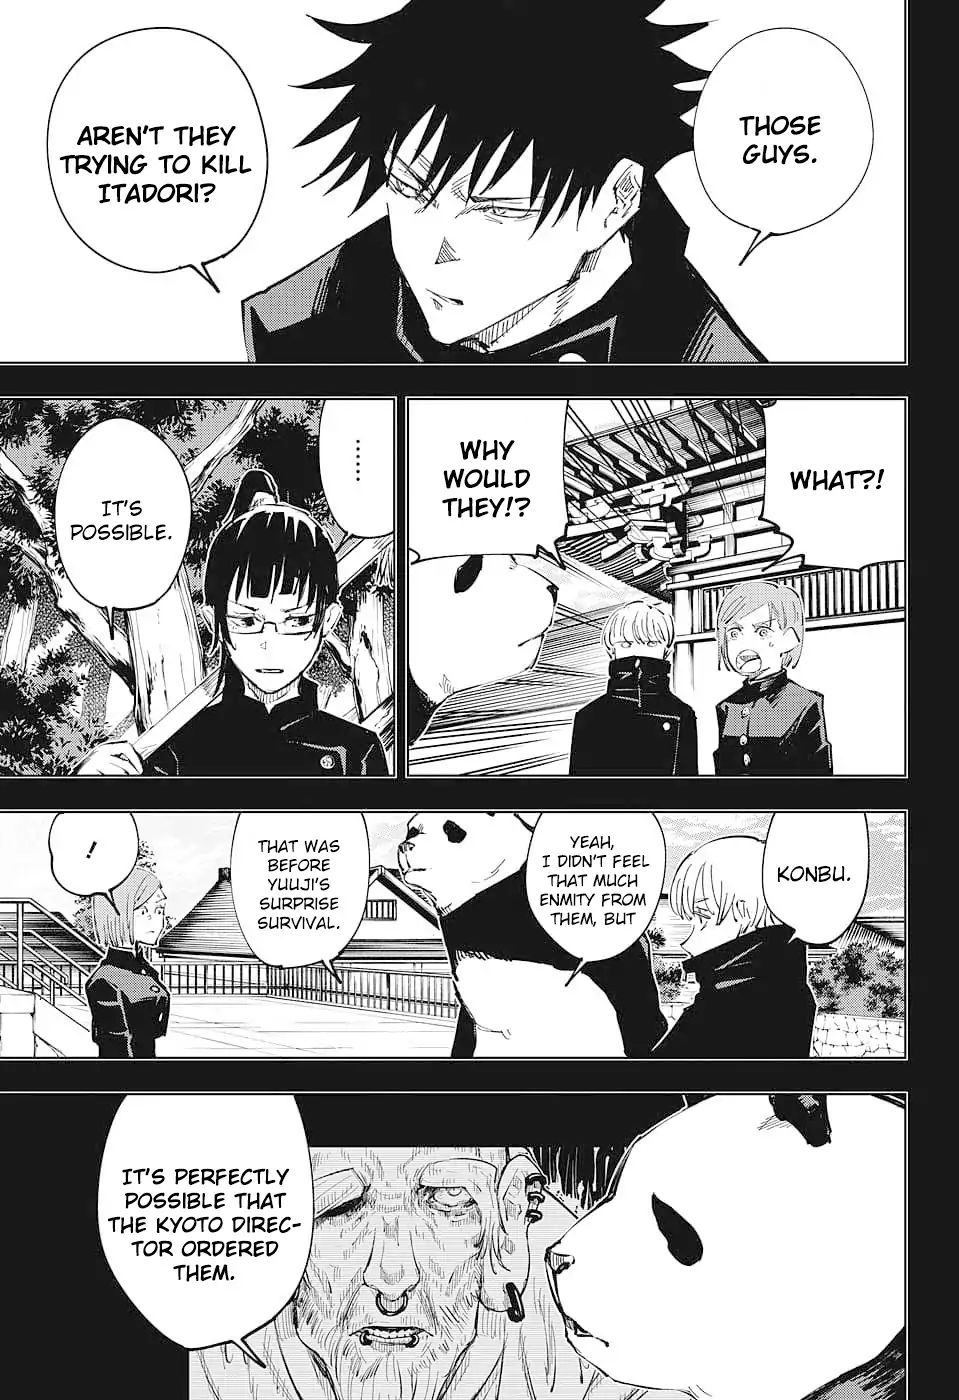 THOSE
GUYS.
AREN'T THEY
TRYING TO KILL
ITADORI?
WHAT?!
WHY
WOULD
THEY!?
......
IT'S
POSSIBLE.
KONBU.
YEAH,
I DIDN'T FEEL
THAT MUCH
ENMITY FROM
THEM, BUT
THAT WAS
BEFORE
YUUJI'S
SURPRISE
SURVIVAL.
!
IT'S PERFECTLY
POSSIBLE THAT
THE KYOTO DIREC-
TOR ORDERED
THEM.